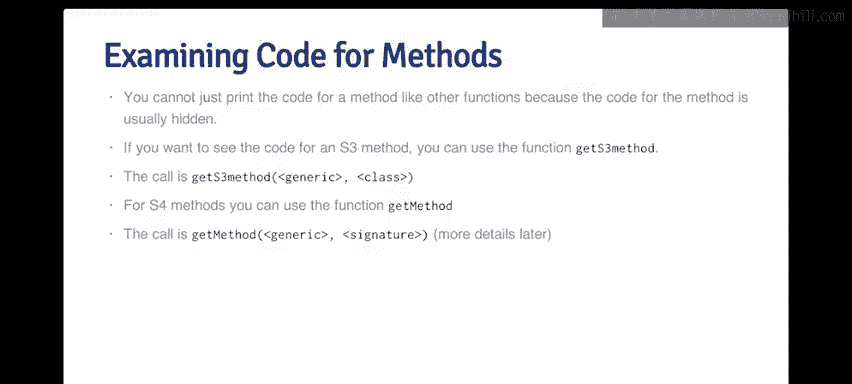 Examining Code for Methods
· You cannot just print the code for a method like other functions because the code for the method is
usually hidden.
· If you want to see the code for an S3 method, you can use the function getS3method.
· The call is getS3method(<generic>, <class>)
· For S4 methods you can use the function getMethod
· The call is getMethod(<generic>, <signature>) (more details later)